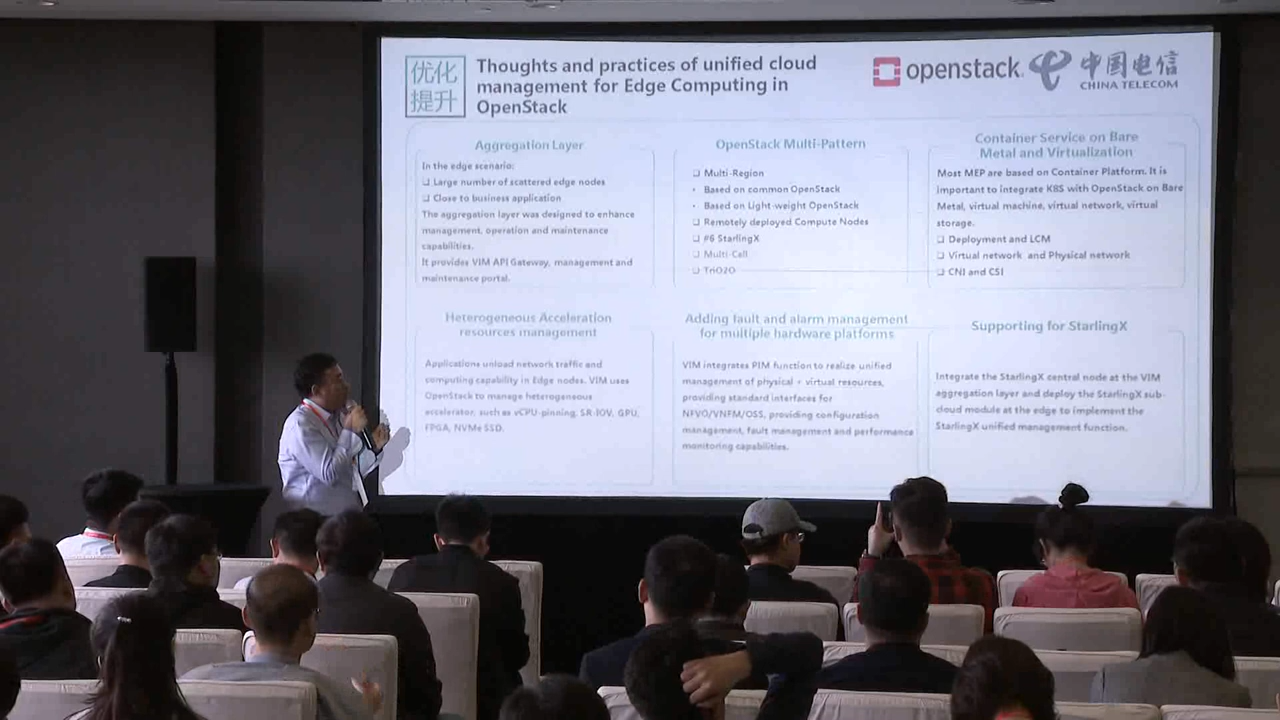 优化
提升
Thoughts and practices of unified cloud
management for Edge Computing in
OpenStack
openstack.
中国电信
CHINA TELECOM
Aggregation Layer
In the edge scenario:
❑ Large number of scattered edge nodes
❑ Close to business application
The aggregation layer was designed to enhance
management, operation and maintenance
capabilities.
It provides VIM API Gateway, management and
maintenance portal.
OpenStack Multi-Pattern
❑ Multi-Region
• Based on common OpenStack
• Based on Light-weight OpenStack
❑ Remotely deployed Compute Nodes
❑ #6 StarlingX
❑ Multi-Cell
❑ TriO2O
Container Service on Bare
Metal and Virtualization
Most MEP are based on Container Platform. It is
important to integrate K8S with OpenStack on Bare
Metal, virtual machine, virtual network, virtual
storage.
❑ Deployment and LCM
❑ Virtual network and Physical network
❑ CNI and CSI
Heterogeneous Acceleration
resources management
Applications unload network traffic and
computing capability in Edge nodes. VIM uses
OpenStack to manage heterogeneous
accelerator, such as vCPU-pinning, SR-IOV, GPU,
FPGA, NVMe SSD.
Adding fault and alarm management
for multiple hardware platforms
VIM integrates PIM function to realize unified
management of physical + virtual resources,
providing standard interfaces for
NFVO/VNFM/OSS, providing configuration
management, fault management and performance
monitoring capabilities.
Supporting for StarlingX
Integrate the StarlingX central node at the VIM
aggregation layer and deploy the StarlingX sub-
cloud module at the edge to implement the
StarlingX unified management function.